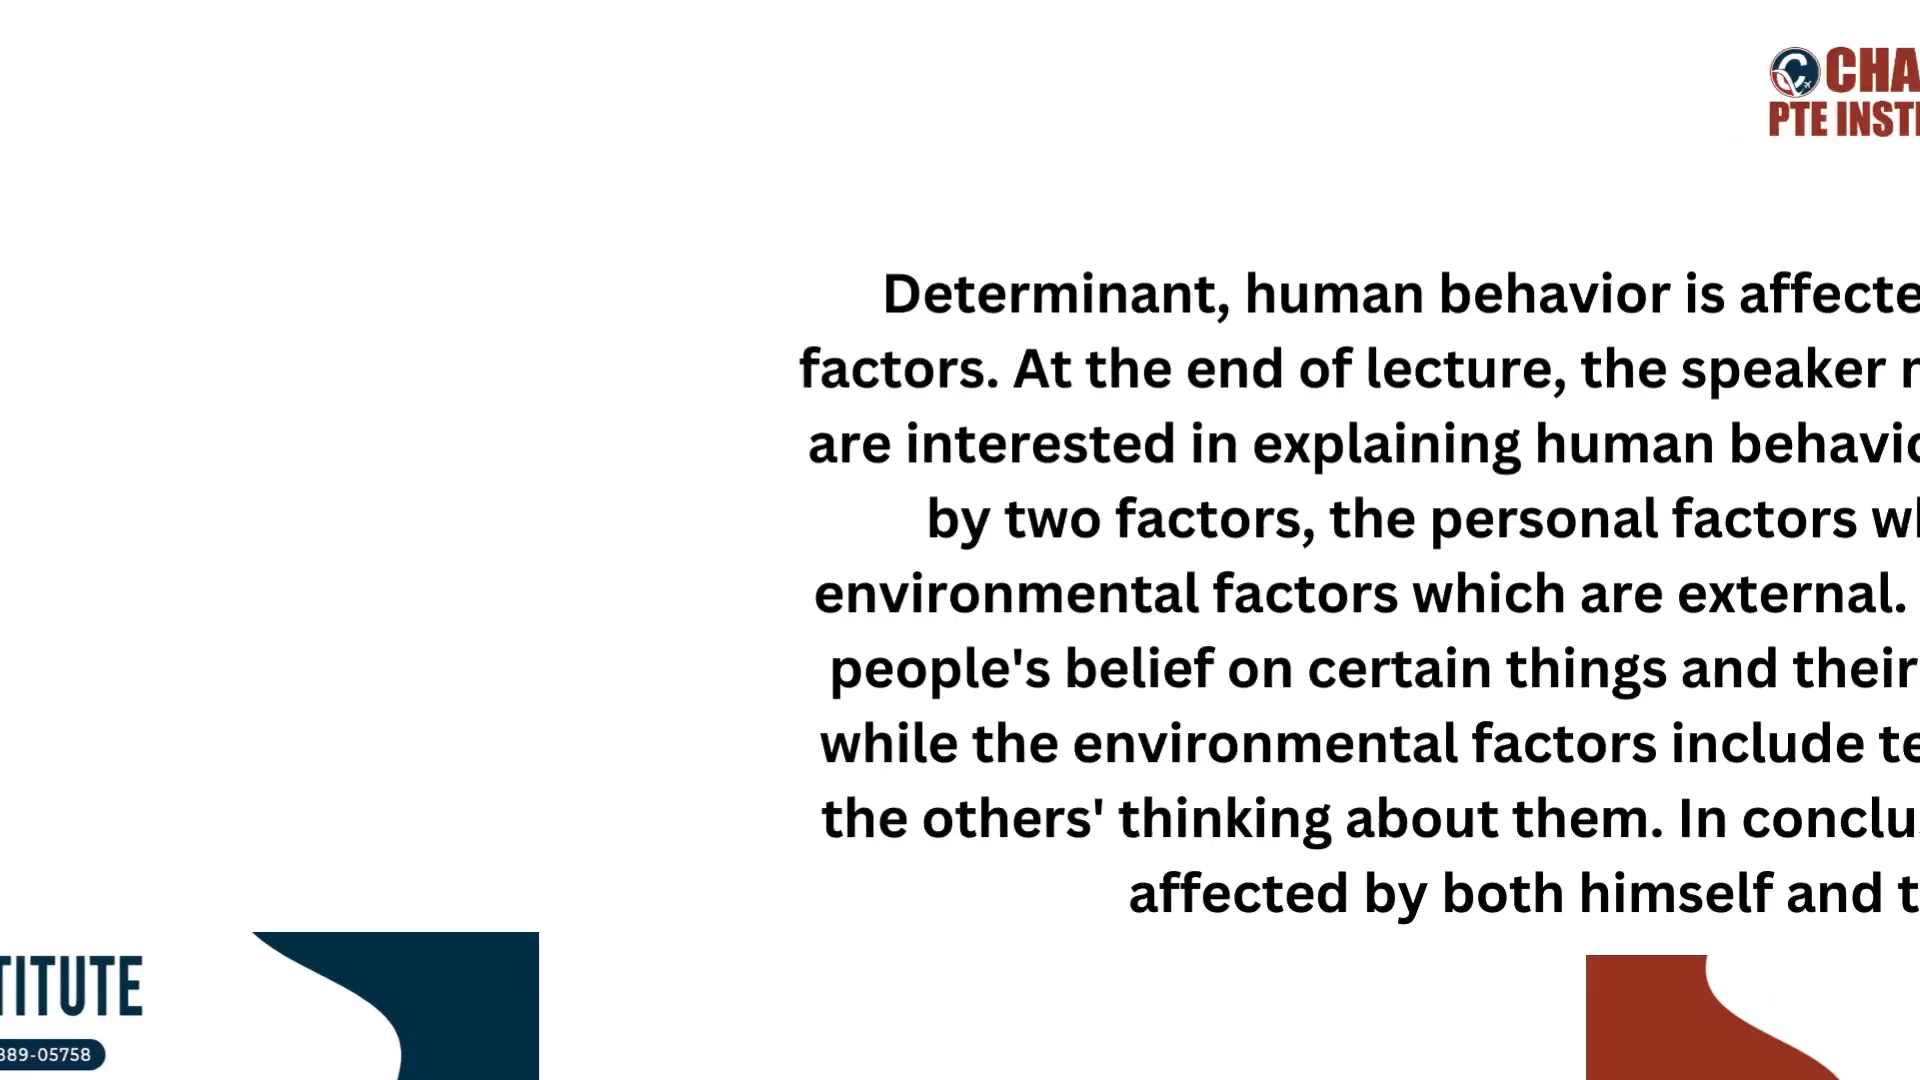 CHA
PTE INST
Determinant, human behavior is affecte
factors. At the end of lecture, the speaker
are interested in explaining human behavio
by two factors, the personal factors wh
environmental factors which are external.
people's belief on certain things and their
while the environmental factors include te
the others' thinking about them. In conclus
affected by both himself and t
TITUTE
389-05758